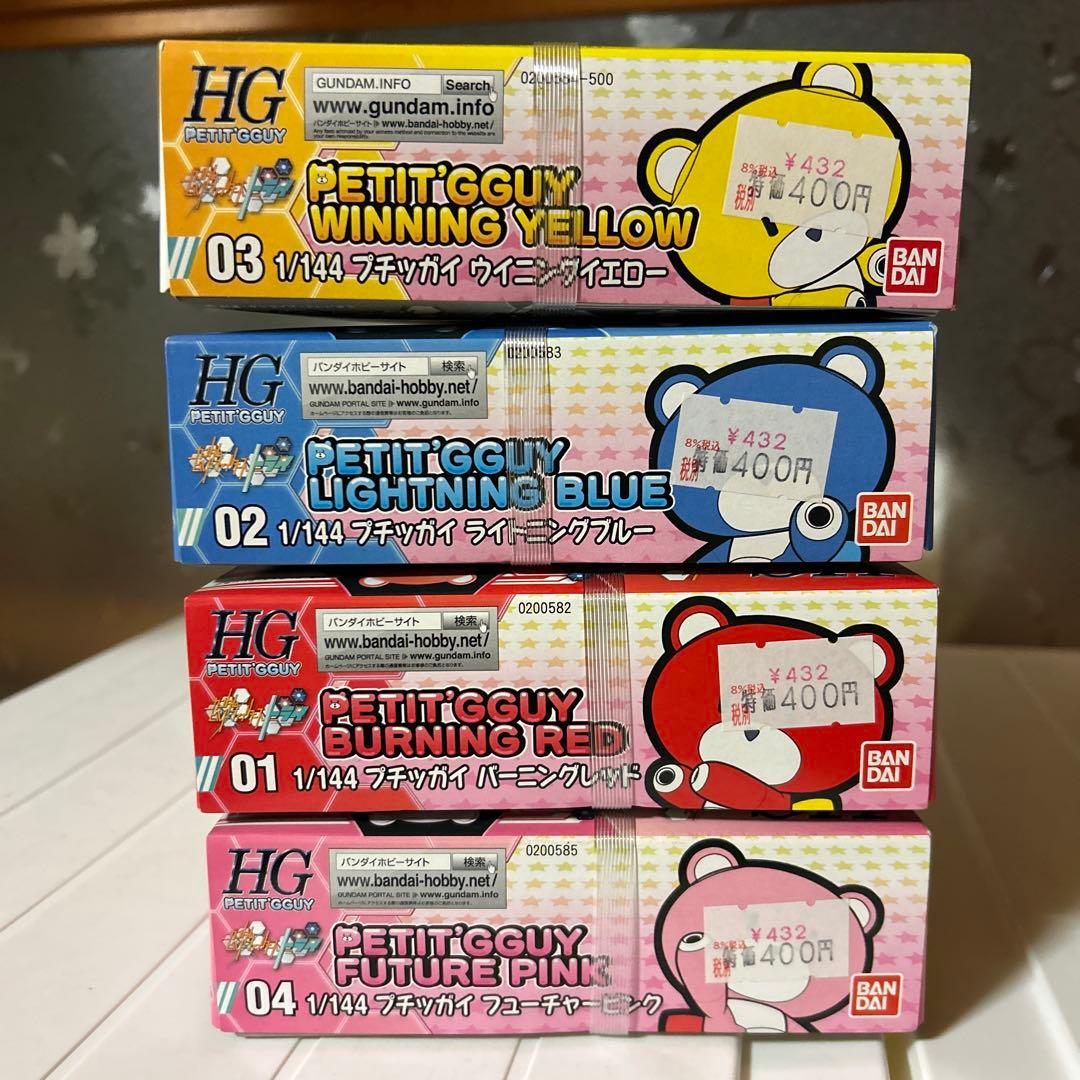 HG
PETIT'GGUY
GUNDAM.INFO Search
www.gundam.info
バンダイホビーサイト www.bandai-hobby.net/
PETIT'GGUY
WINNING YELLOW
03 1/144 プチッガイ ウイニングイエロー
¥432
8%税込
税別 特価400円
BAN
DAI
HG
PETIT'GGUY
バンダイホビーサイト 検索
0200583
www.bandai-hobby.net/
GUNDAM PORTAL SITE www.gundam.info
PETIT'GGUY
LIGHTNING BLUE
02 1/144 プチッガイ ライトニングブルー
¥432
8%税込
税別 特価400円
BAN
DAI
HG
PETIT'GGUY
バンダイホビーサイト 検索
0200582
www.bandai-hobby.net/
GUNDAM PORTAL SITE www.gundam.info
PETIT'GGUY
BURNING RED
01 1/144 プチッガイ バーニングレッド
¥432
8%税込
税別 特価400円
BAN
DAI
HG
PETIT'GGUY
バンダイホビーサイト 検索
0200585
www.bandai-hobby.net/
GUNDAM PORTAL SITE www.gundam.info
PETIT'GGUY
FUTURE PINK
04 1/144 プチッガイ フューチャーピンク
¥432
8%税込
税別 特価400円
BAN
DAI